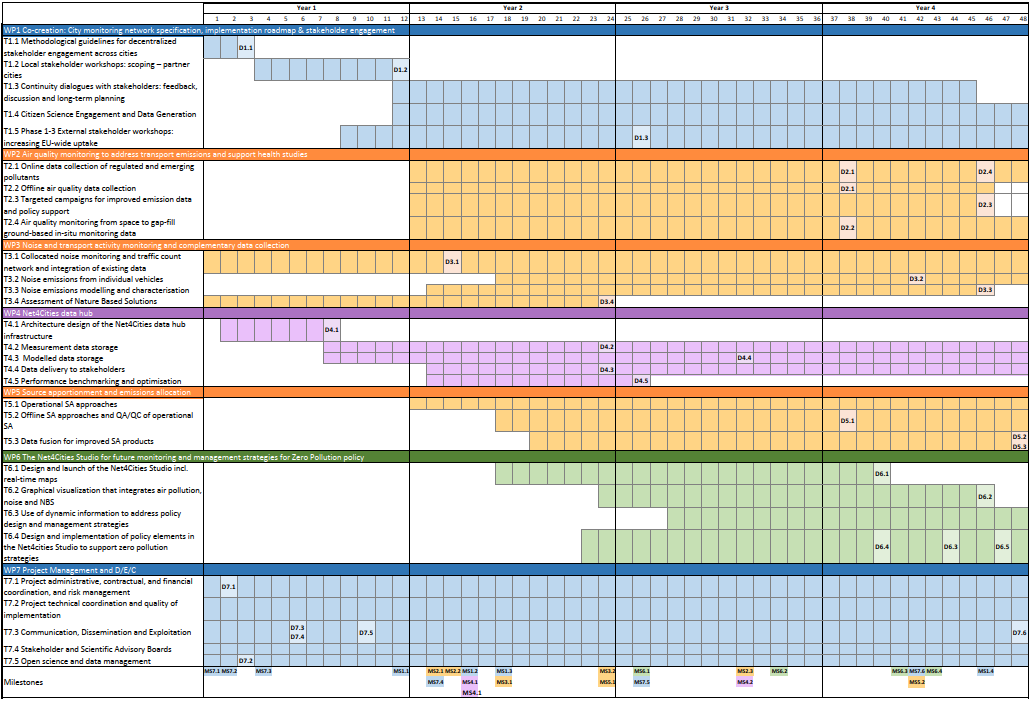 Year 1 Year 2 Year 3 Year 4
1 2 3 4 5 6 7 8 9 10 11 12 13 14 15 16 17 18 19 20 21 22 23 24 25 26 27 28 29 30 31 32 33 34 35 36 37 38 39 40 41 42 43 44 45 46 47 48
WP1 Co-creation: City monitoring network specification, implementation roadmap & stakeholder engagement
T1.1 Methodological guidelines for decentralized
stakeholder engagement across cities
D1.1
T1.2 Local stakeholder workshops: scoping – partner
cities
D1.2
T1.3 Continuity dialogues with stakeholders: feedback,
discussion and long-term planning
T1.4 Citizen Science Engagement and Data Generation
T1.5 Phase 1-3 External stakeholder workshops:
increasing EU-wide uptake
D1.3
WP2 Air quality monitoring to address transport emissions and support health studies
T2.1 Online data collection of regulated and emerging
pollutants
D2.1 D2.4
T2.2 Offline air quality data collection D2.1
T2.3 Targeted campaigns for improved emission data
and policy support
D2.3
T2.4 Air quality monitoring from space to gap-fill
ground-based in-situ monitoring data
D2.2
WP3 Noise and transport activity monitoring and complementary data collection
T3.1 Collocated noise monitoring and traffic count
network and integration of existing data
D3.1
T3.2 Noise emissions from individual vehicles D3.2
T3.3 Noise emissions modelling and characterisation D3.3
T3.4 Assessment of Nature Based Solutions D3.4
WP4 Net4Cities data hub
T4.1 Architecture design of the Net4Cities data hub
infrastructure
D4.1
T4.2 Measurement data storage D4.2
T4.3 Modelled data storage D4.4
T4.4 Data delivery to stakeholders D4.3
T4.5 Performance benchmarking and optimisation D4.5
WP5 Source apportionment and emissions allocation
T5.1 Operational SA approaches
T5.2 Offline SA approaches and QA/QC of operational
SA
D5.1
T5.3 Data fusion for improved SA products
D5.2
D5.3
WP6 The Net4Cities Studio for future monitoring and management strategies for Zero Pollution policy
T6.1 Design and launch of the Net4Cities Studio incl.
real-time maps
D6.1
T6.2 Graphical visualization that integrates air pollution,
noise and NBS
D6.2
T6.3 Use of dynamic information to address policy
design and management strategies
T6.4 Design and implementation of policy elements in
the Net4cities Studio to support zero pollution
strategies
D6.4 D6.3 D6.5
WP7 Project Management and D/E/C
T7.1 Project administrative, contractual, and financial
coordination, and risk management
D7.1
T7.2 Project technical coordination and quality of
implementation
T7.3 Communication, Dissemination and Exploitation
D7.3
D7.4
D7.5 D7.6
T7.4 Stakeholder and Scientific Advisory Boards
T7.5 Open science and data management D7.2
Milestones
MS7.1 MS7.2 MS7.3 MS1.1 MS2.1 MS2.2 MS1.2 MS1.3 MS3.2 MS6.1 MS2.3 MS6.2 MS6.3 MS7.6 MS6.4 MS1.4
MS7.4 MS4.1 MS3.1 MS5.1 MS7.5 MS4.2 MS5.2
MS4.1